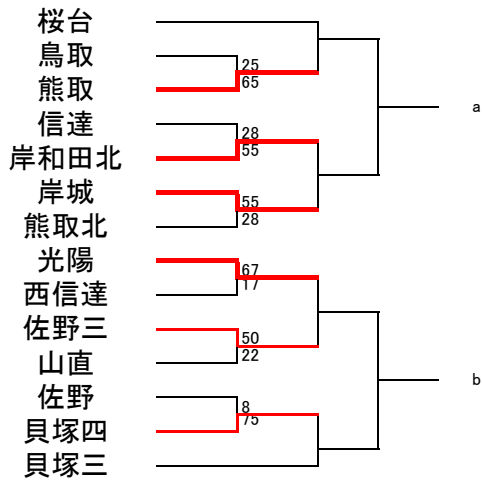 桜台
鳥取
25
65
熊取
a
信達
28
55
岸和田北
岸城
55
28
熊取北
光陽
67
17
西信達
佐野三
50
22
山直
b
佐野
8
75
貝塚四
貝塚三